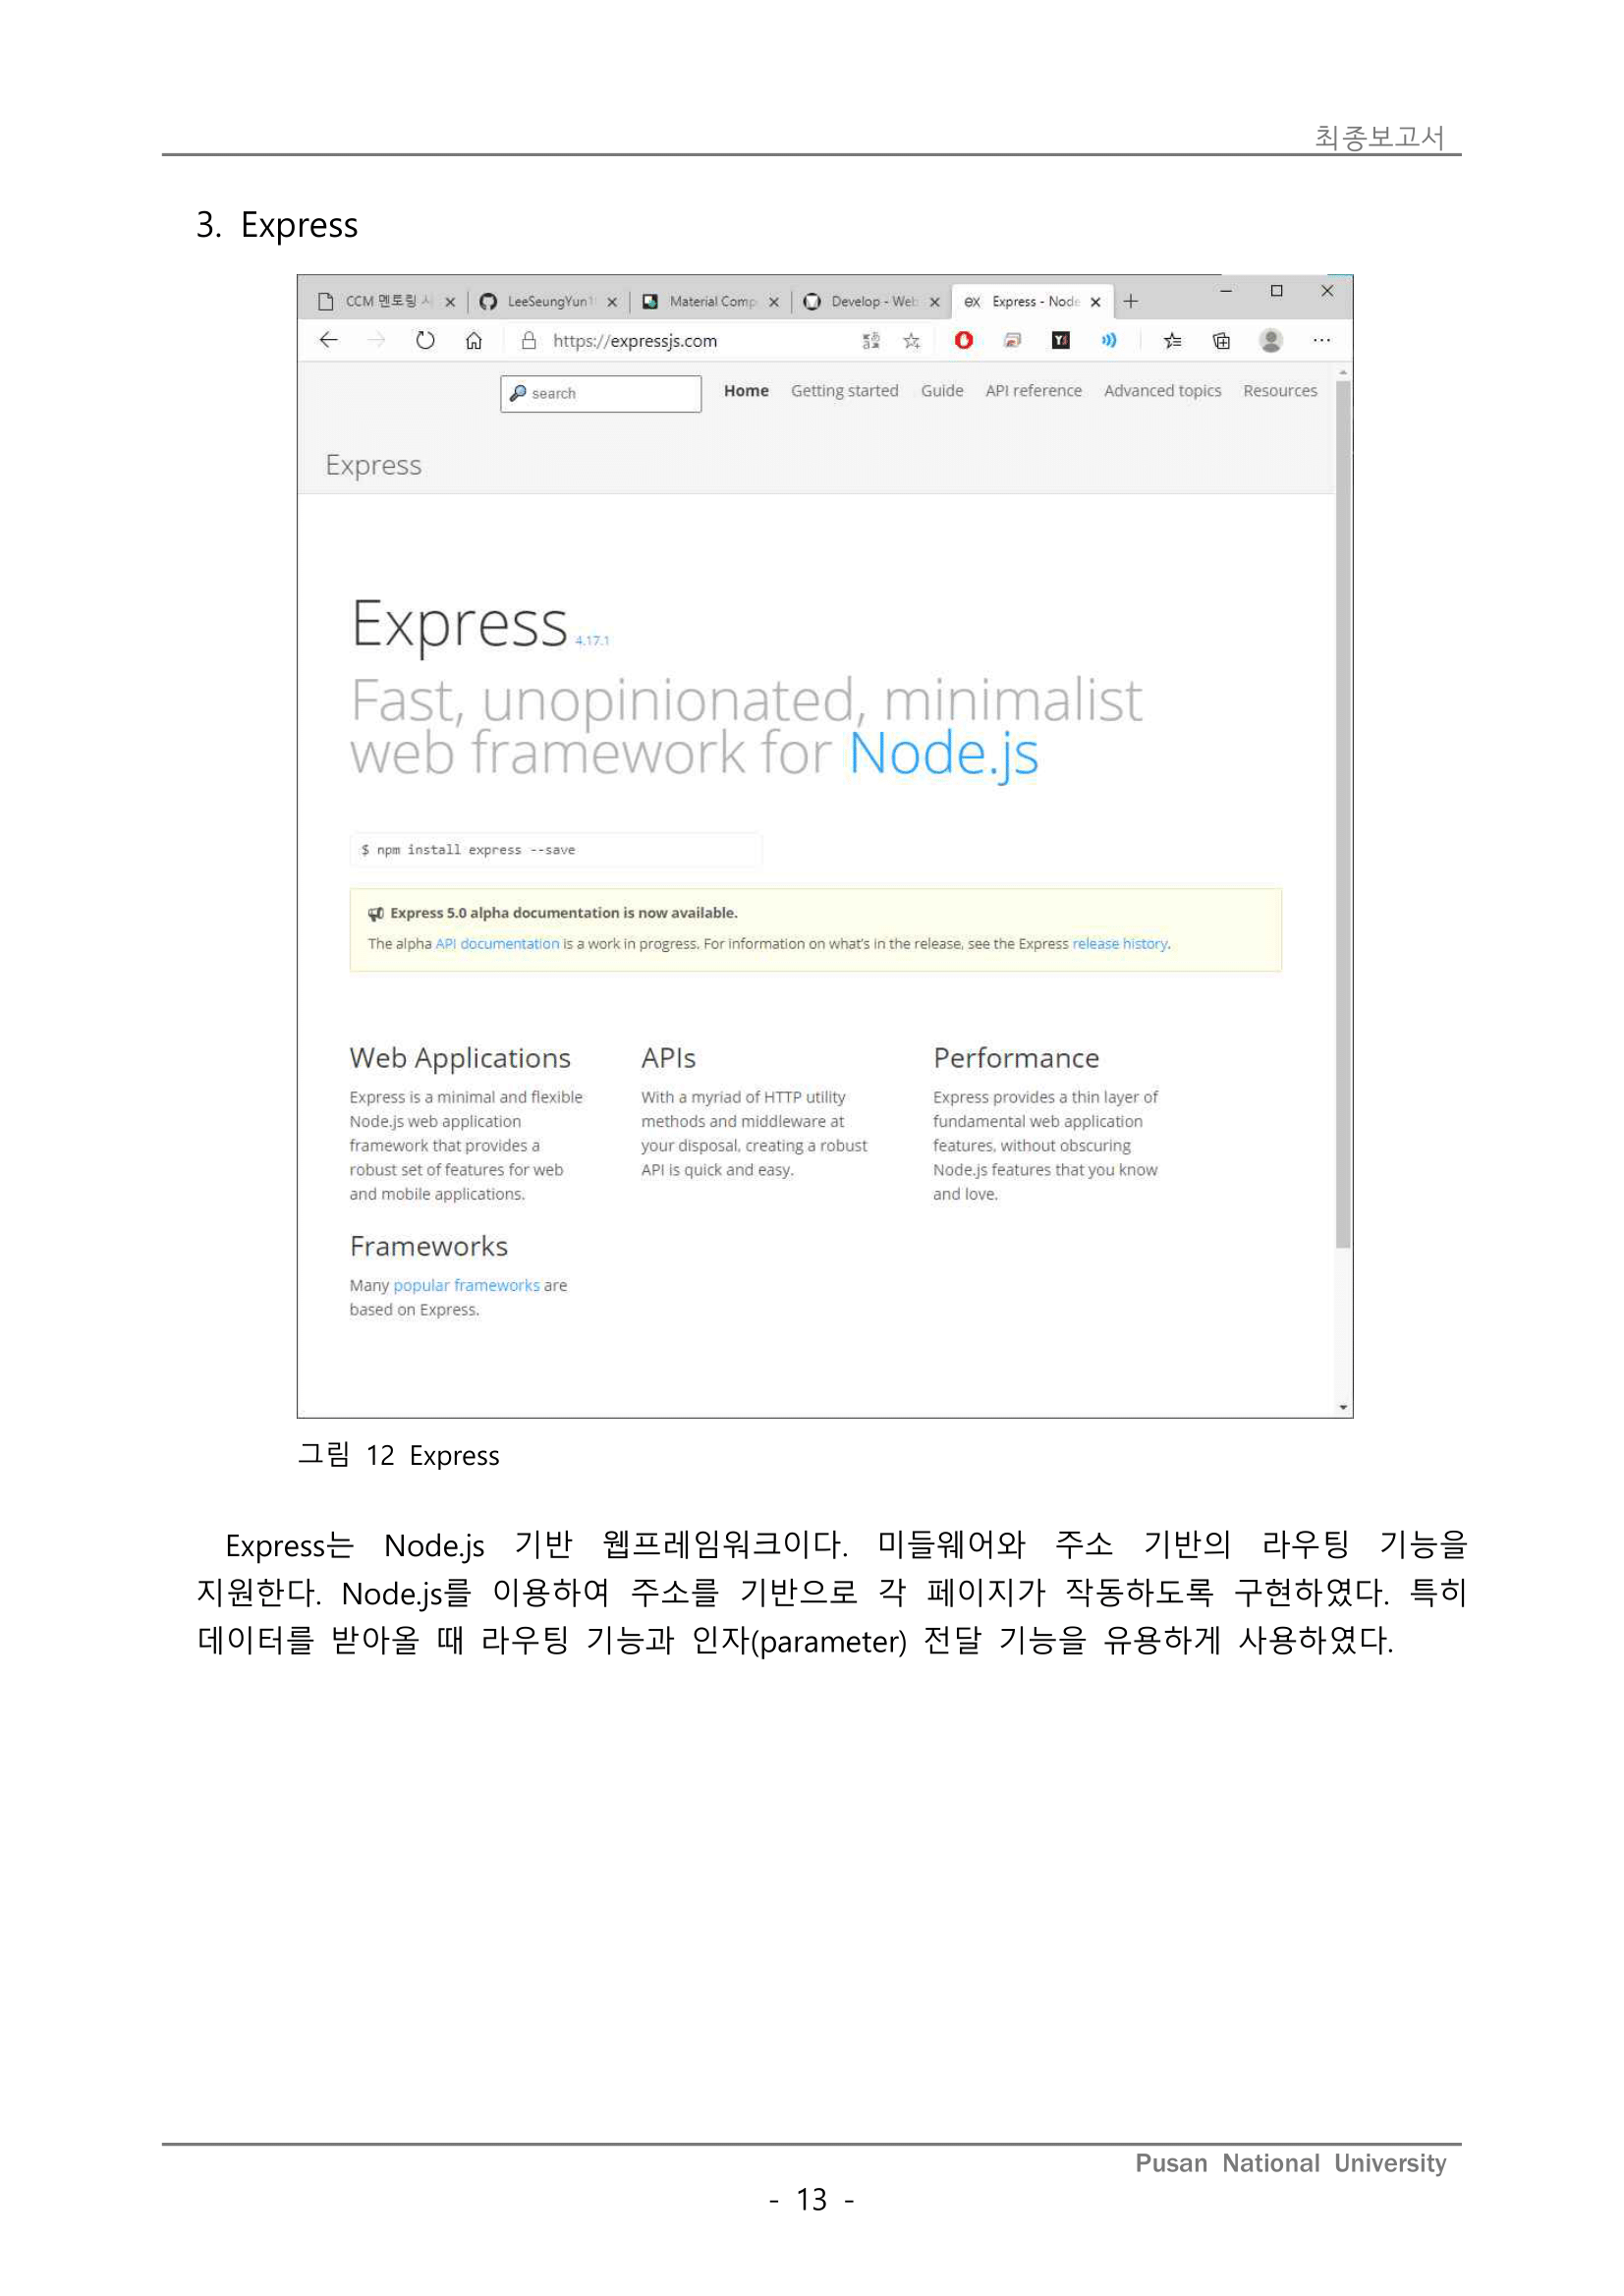 최종보고서
3. Express
CCM 멘토링 LeeSeungYun Material Comp Develop - Web Express - Node
https://expressjs.com
search Home Getting started Guide API reference Advanced topics Resources
Express
Express 4.17.1
Fast, unopinionated, minimalist
web framework for Node.js
$ npm install express --save
Express 5.0 alpha documentation is now available.
The alpha API documentation is a work in progress. For information on what's in the release, see the Express release history.
Web Applications
Express is a minimal and flexible
Node.js web application
framework that provides a
robust set of features for web
and mobile applications.
APIs
With a myriad of HTTP utility
methods and middleware at
your disposal, creating a robust
API is quick and easy.
Performance
Express provides a thin layer of
fundamental web application
features, without obscuring
Node.js features that you know
and love.
Frameworks
Many popular frameworks are
based on Express.
그림 12 Express
Express는 Node.js 기반 웹프레임워크이다. 미들웨어와 주소 기반의 라우팅 기능을
지원한다. Node.js를 이용하여 주소를 기반으로 각 페이지가 작동하도록 구현하였다. 특히
데이터를 받아올 때 라우팅 기능과 인자(parameter) 전달 기능을 유용하게 사용하였다.
Pusan National University
- 13 -